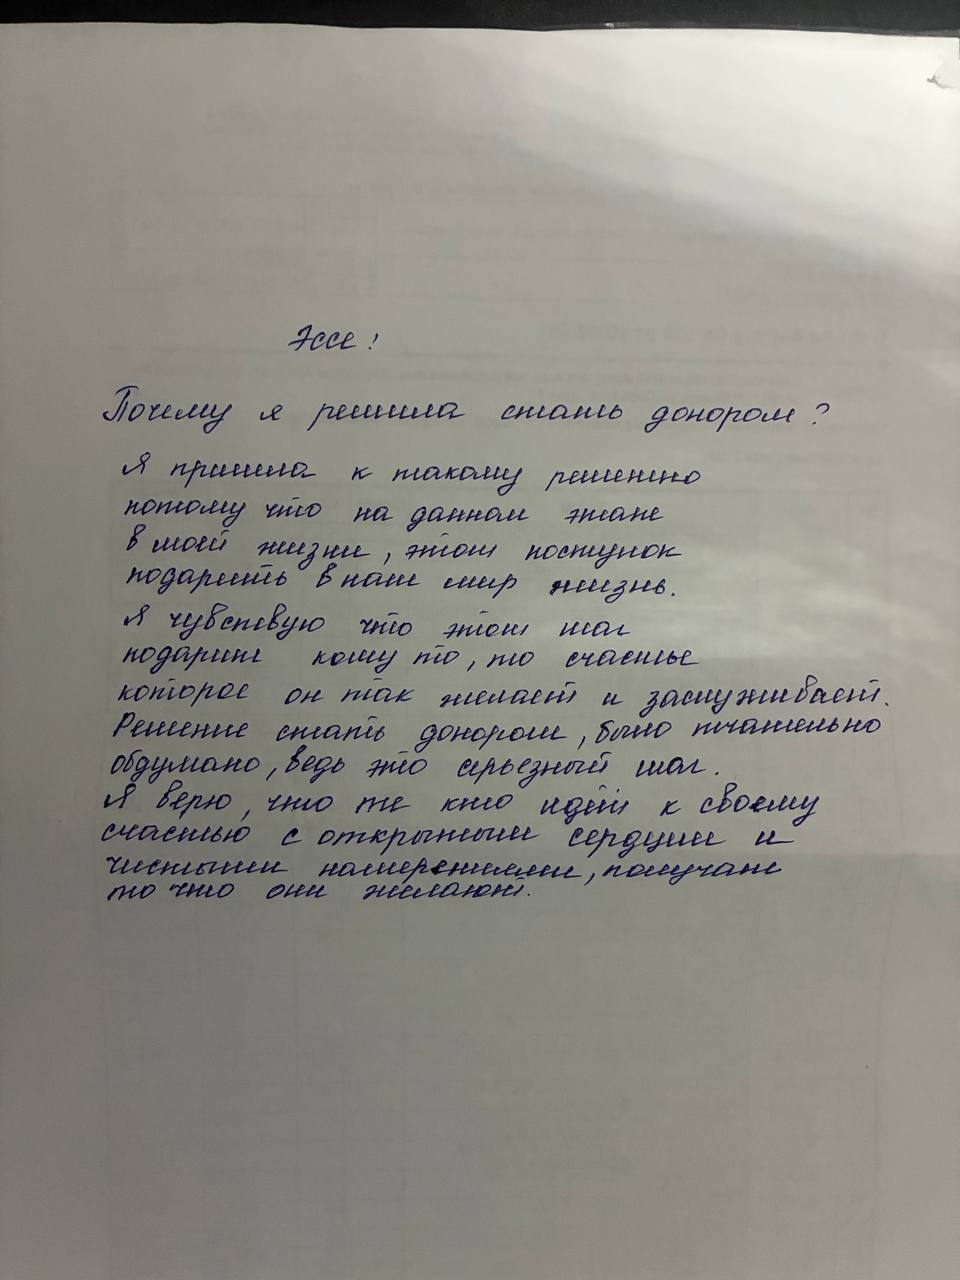 Эссе!
Почему я решила стать донором?
Я пришла к такому решению
потому что на данном этапе
в моей жизни, этот поступок
подарить в наш мир жизнь.
Я чувствую что этот шаг
подарит кому то, то счастье
которое он так желает и заслуживает.
Решение стать донором, было тчательно
обдумано, ведь это серьезный шаг.
Я верю, что те кто идёт к своему
счастью с открытыми сердцем и
чистыми намерениями, получат
то что они желают.